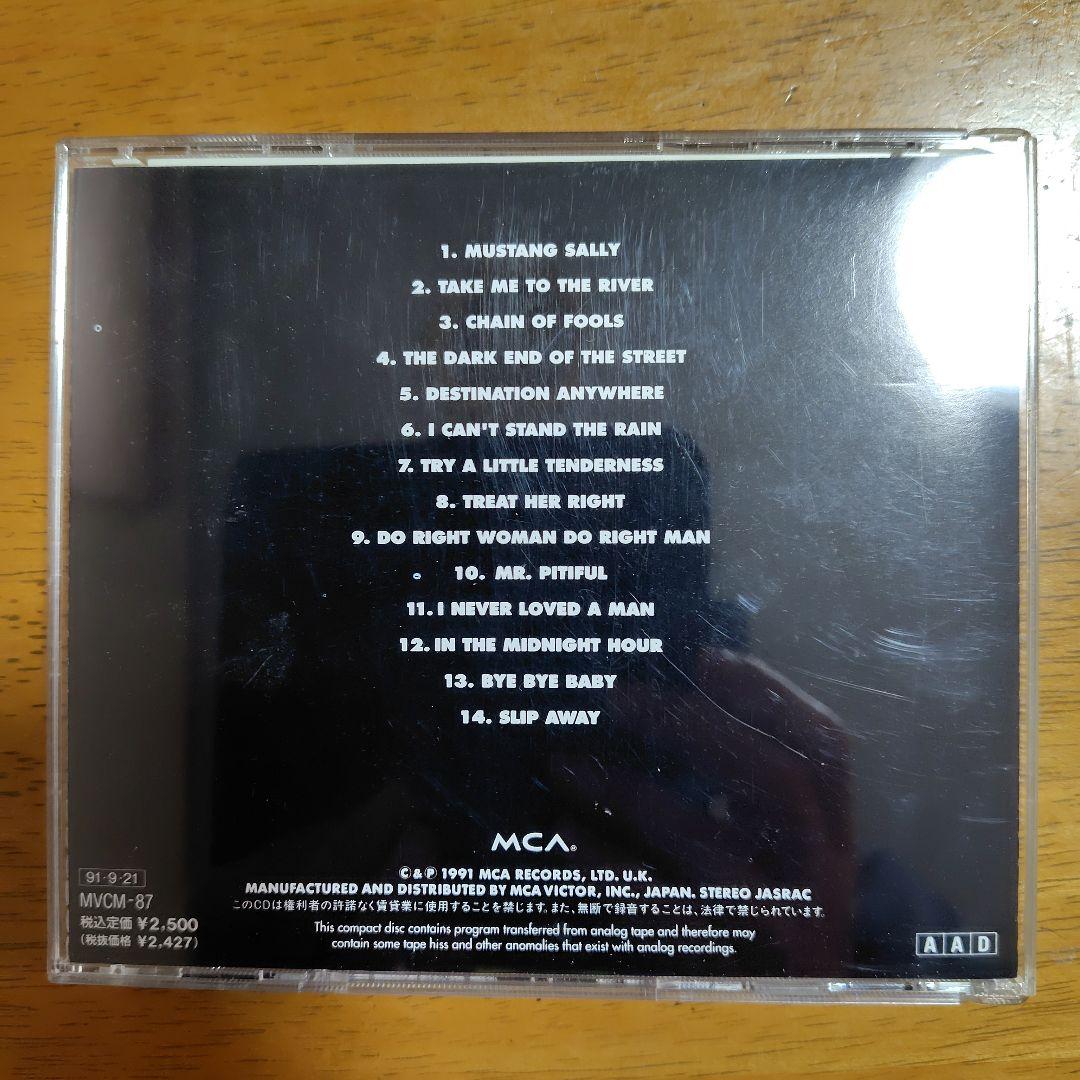 1. MUSTANG SALLY
2. TAKE ME TO THE RIVER
3. CHAIN OF FOOLS
4. THE DARK END OF THE STREET
5. DESTINATION ANYWHERE
6. I CAN'T STAND THE RAIN
7. TRY A LITTLE TENDERNESS
8. TREAT HER RIGHT
9. DO RIGHT WOMAN DO RIGHT MAN
10. MR. PITIFUL
11. I NEVER LOVED A MAN
12. IN THE MIDNIGHT HOUR
13. BYE BYE BABY
14. SLIP AWAY
MCA®
©&℗ 1991 MCA RECORDS, LTD. U.K.
MANUFACTURED AND DISTRIBUTED BY MCA VICTOR, INC., JAPAN. STEREO JASRAC
このCDは権利者の許諾なく賃貸業に使用することを禁じます。また、無断で録音することは、法律で禁じられています。
This compact disc contains program transferred from analog tape and therefore may
contain some tape hiss and other anomalies that exist with analog recordings.
91・9・21
MVCM-87
税込定価 ¥2,500
(税抜価格 ¥2,427)
AAD